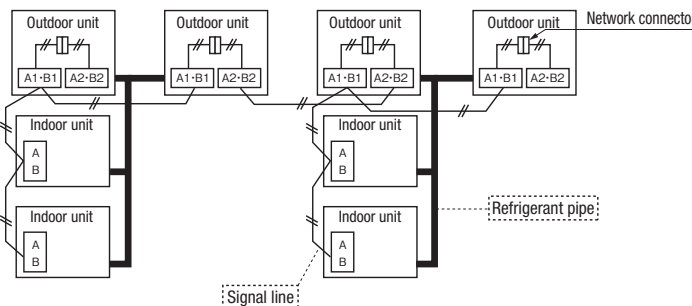 Outdoor unit Outdoor unit Outdoor unit Outdoor unit Network connecto
A1·B1 A2·B2 A1·B1 A2·B2 A1·B1 A2·B2 A1·B1 A2·B2
Indoor unit Indoor unit
A A
B B
Indoor unit Indoor unit Refrigerant pipe
A A
B B
Signal line